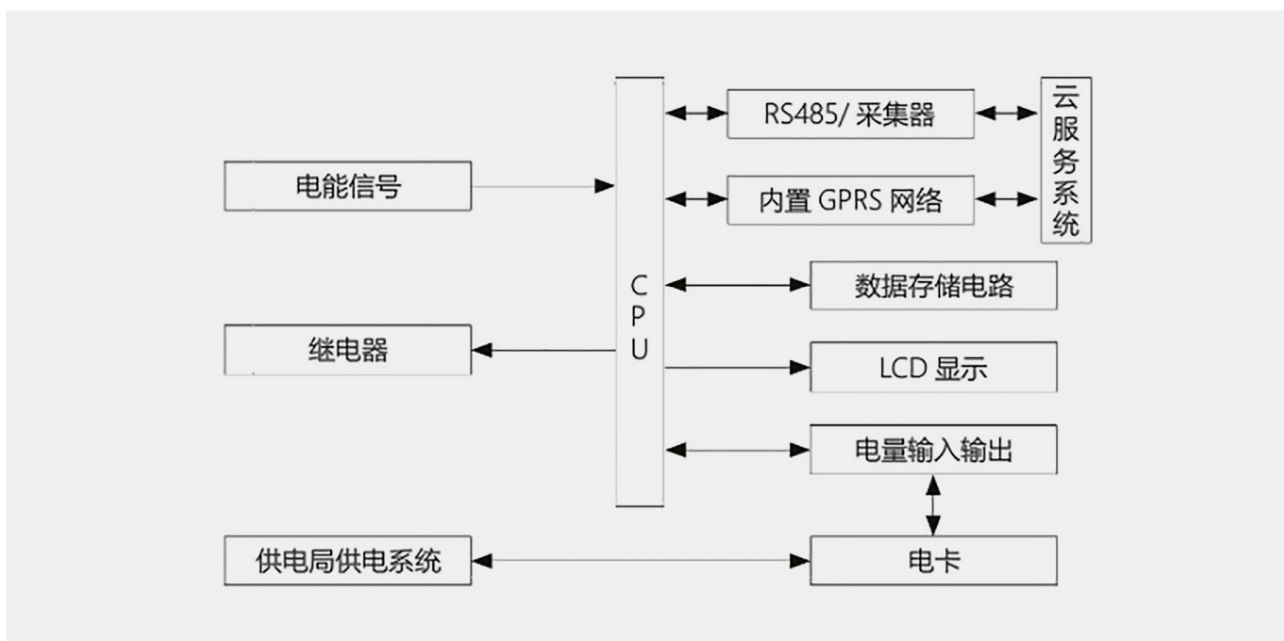 RS485/ 采集器
云服务系统
电能信号
内置 GPRS 网络
CPU
数据存储电路
继电器
LCD 显示
电量输入输出
供电局供电系统
电卡